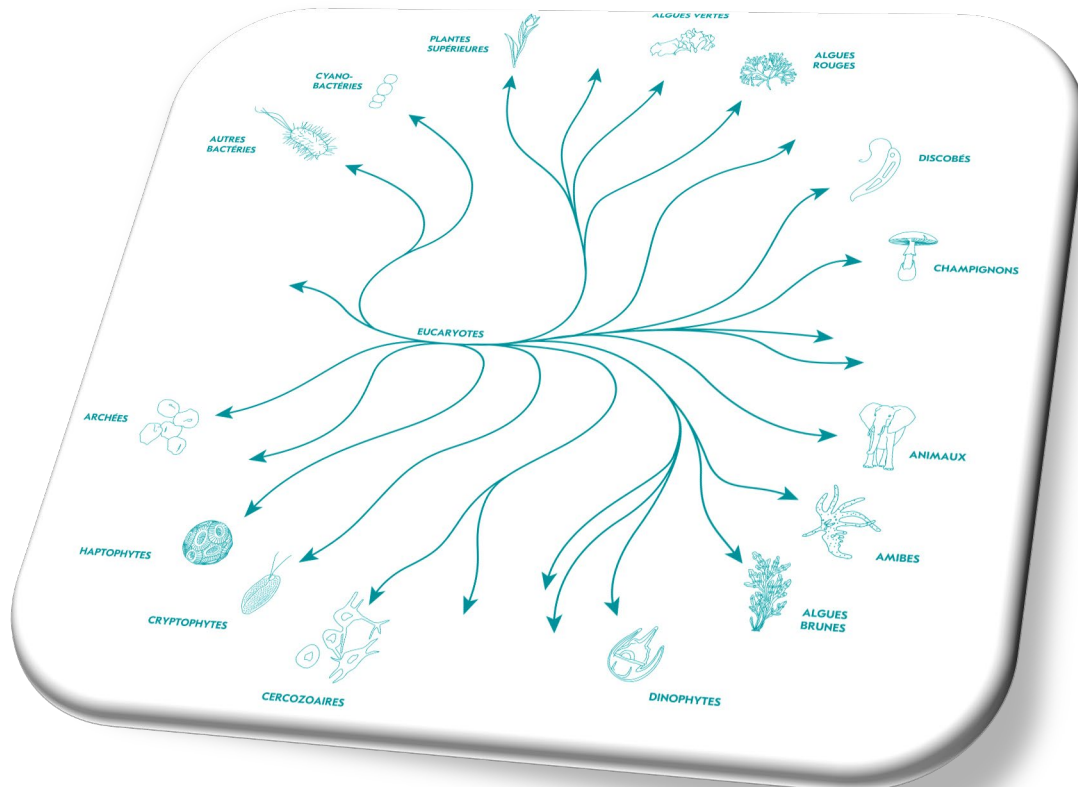 ALGUES VERTES
PLANTES
SUPÉRIEURES
ALGUES
ROUGES
CYANO-
BACTÉRIES
AUTRES
BACTÉRIES
DISCOBÉS
CHAMPIGNONS
EUCARYOTES
ARCHÉES
ANIMAUX
HAPTOPHYTES
AMIBES
CRYPTOPHYTES
ALGUES
BRUNES
CERCOZOAIRES
DINOPHYTES